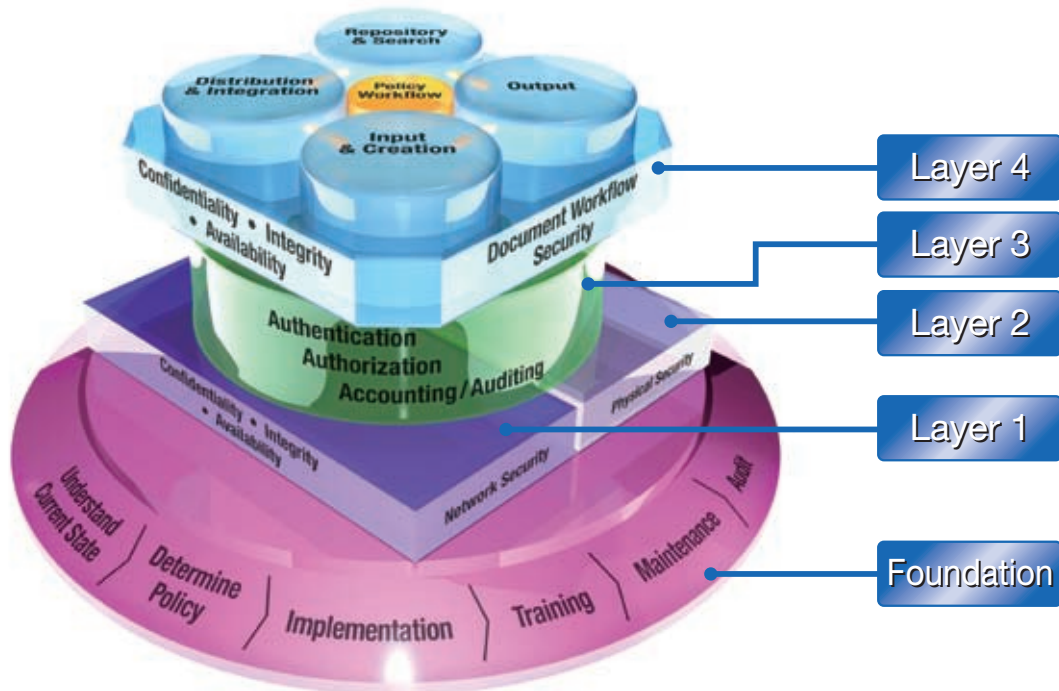 Repository
& Search
Distribution
& Integration
Policy
Workflow
Output
Input
& Creation
Confidentiality • Integrity
• Availability
Document Workflow
Security
Layer 4
Layer 3
Authentication
Authorization
Accounting/Auditing
Layer 2
Confidentiality • Integrity
• Availability
Physical Security
Network Security
Layer 1
Understand
Current State
Determine
Policy
Implementation
Training
Maintenance
Audit
Foundation